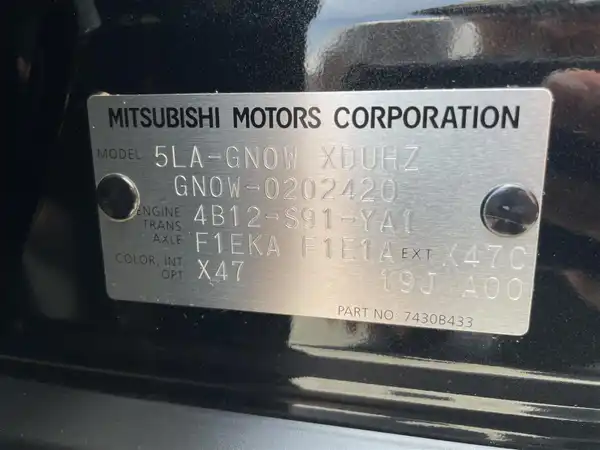 MITSUBISHI MOTORS CORPORATION
MODEL 5LA-GN0W XDUHZ
GN0W-0202420
ENGINE 4B12-S91-YA1
TRANS AXLE F1EKA F1E1A EXT X47C
COLOR, INT OPT X47 19J A00
PART NO 7430B433